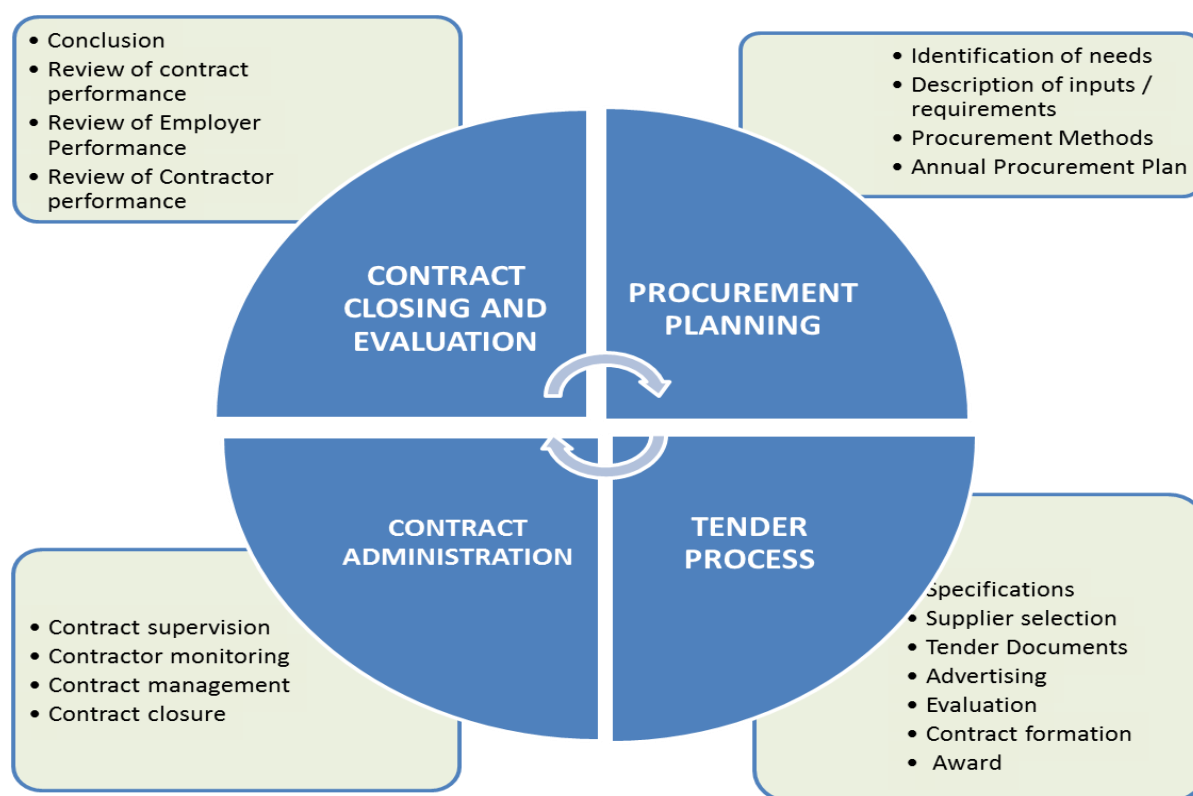 • Conclusion
• Review of contract
performance
• Review of Employer
Performance
• Review of Contractor
performance
• Identification of needs
• Description of inputs /
requirements
• Procurement Methods
• Annual Procurement Plan
CONTRACT
CLOSING AND
EVALUATION
PROCUREMENT
PLANNING
CONTRACT
ADMINISTRATION
TENDER
PROCESS
• Contract supervision
• Contractor monitoring
• Contract management
• Contract closure
Specifications
• Supplier selection
• Tender Documents
• Advertising
• Evaluation
• Contract formation
• Award